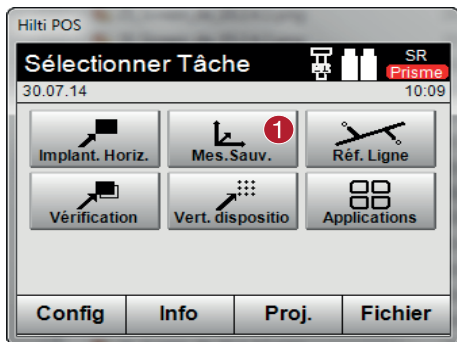 Hilti POS
Sélectionner Tâche
SR
Prisme
30.07.14
10:09
1
Implant. Horiz.
Mes.Sauv.
Réf. Ligne
Vérification
Vert. dispositio
Applications
Config
Info
Proj.
Fichier